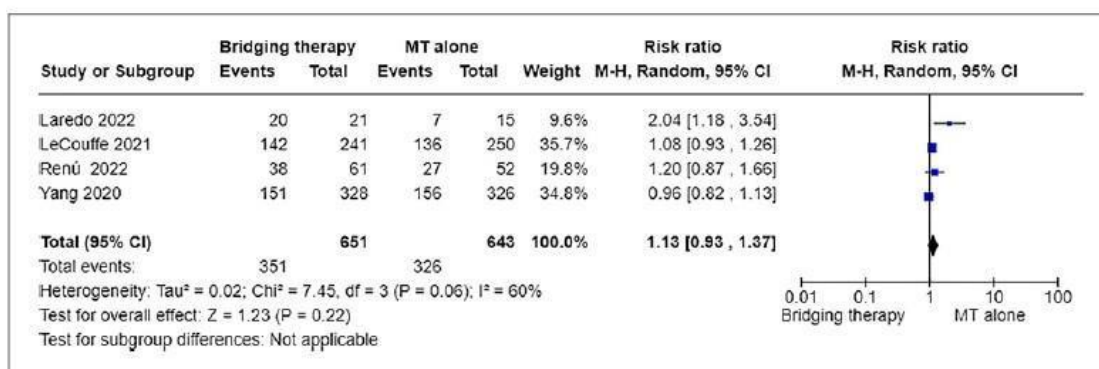 Bridging therapy MT alone Risk ratio Risk ratio
Study or Subgroup Events Total Events Total Weight M-H, Random, 95% CI M-H, Random, 95% CI
Laredo 2022 20 21 7 15 9.6% 2.04 [1.18 , 3.54]
LeCouffe 2021 142 241 136 250 35.7% 1.08 [0.93 , 1.26]
Renú 2022 38 61 27 52 19.8% 1.20 [0.87 , 1.66]
Yang 2020 151 328 156 326 34.8% 0.96 [0.82 , 1.13]
Total (95% CI) 651 643 100.0% 1.13 [0.93 , 1.37]
Total events: 351 326
Heterogeneity: Tau² = 0.02; Chi² = 7.45, df = 3 (P = 0.06); I² = 60%
Test for overall effect: Z = 1.23 (P = 0.22)
Test for subgroup differences: Not applicable
0.01 0.1 1 10 100
Bridging therapy MT alone